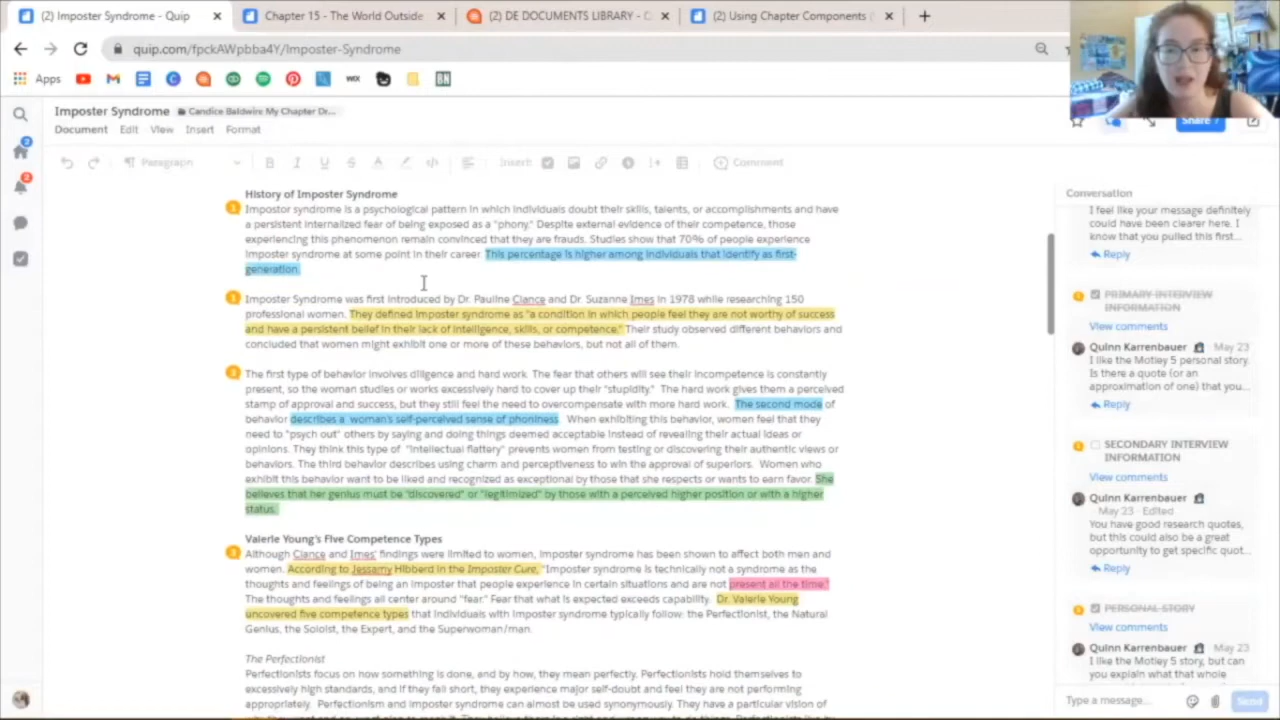 (2) Imposter Syndrome - Quip
Chapter 15 - The World Outside
(2) DE DOCUMENTS LIBRARY - C
(2) Using Chapter Components (
quip.com/fpckAWpbba4Y/Imposter-Syndrome
Apps
WIX
BN
Imposter Syndrome
Candice Baldwire My Chapter Dr...
Document Edit View Insert Format
Share
Paragraph
B I U S A
Insert:
Comment
History of Imposter Syndrome
Impostor syndrome is a psychological pattern in which individuals doubt their skills, talents, or accomplishments and have
a persistent internalized fear of being exposed as a "phony." Despite external evidence of their competence, those
experiencing this phenomenon remain convinced that they are frauds. Studies show that 70% of people experience
imposter syndrome at some point in their career. This percentage is higher among individuals that identify as first-
generation.
Imposter Syndrome was first introduced by Dr. Pauline Clance and Dr. Suzanne Imes in 1978 while researching 150
professional women. They defined imposter syndrome as "a condition in which people feel they are not worthy of success
and have a persistent belief in their lack of intelligence, skills, or competence." Their study observed different behaviors and
concluded that women might exhibit one or more of these behaviors, but not all of them.
The first type of behavior involves diligence and hard work. The fear that others will see their incompetence is constantly
present, so the woman studies or works excessively hard to cover up their "stupidity." The hard work gives them a perceived
stamp of approval and success, but they still feel the need to overcompensate with more hard work. The second mode of
behavior describes a woman's self-perceived sense of phoniness. When exhibiting this behavior, women feel that they
need to "psych out" others by saying and doing things deemed acceptable instead of revealing their actual ideas or
opinions. They think this type of "intellectual flattery" prevents women from testing or discovering their authentic views or
behaviors. The third behavior describes using charm and perceptiveness to win the approval of superiors. Women who
exhibit this behavior want to be liked and recognized as exceptional by those that she respects or wants to earn favor. She
believes that her genius must be "discovered" or "legitimized" by those with a perceived higher position or with a higher
status.
Valerie Young's Five Competence Types
Although Clance and Imes' findings were limited to women, imposter syndrome has been shown to affect both men and
women. According to Jessamy Hibberd in the Imposter Cure, "Imposter syndrome is technically not a syndrome as the
thoughts and feelings of being an imposter that people experience in certain situations and are not present all the time."
The thoughts and feelings all center around "fear." Fear that what is expected exceeds capability. Dr. Valerie Young
uncovered five competence types that individuals with imposter syndrome typically follow: the Perfectionist, the Natural
Genius, the Soloist, the Expert, and the Superwoman/man.
The Perfectionist
Perfectionists focus on how something is done, and by how, they mean perfectly. Perfectionists hold themselves to
excessively high standards, and if they fall short, they experience major self-doubt and feel they are not performing
appropriately. Perfectionism and imposter syndrome can almost be used synonymously. They have a particular vision of
Conversation
I feel like your message definitely
could have been clearer here. I
know that you pulled this first...
Reply
PRIMARY INTERVIEW
INFORMATION
View comments
Quinn Karrenbauer May 23
I like the Motley 5 personal story.
Is there a quote (or an
approximation of one) that you...
Reply
SECONDARY INTERVIEW
INFORMATION
View comments
Quinn Karrenbauer
May 23 · Edited
You have good research quotes,
but this could also be a great
opportunity to get specific quot...
Reply
PERSONAL STORY
View comments
Quinn Karrenbauer May 23
I like the Motley 5 story, but can
you explain what that whole
Type a message...
Send